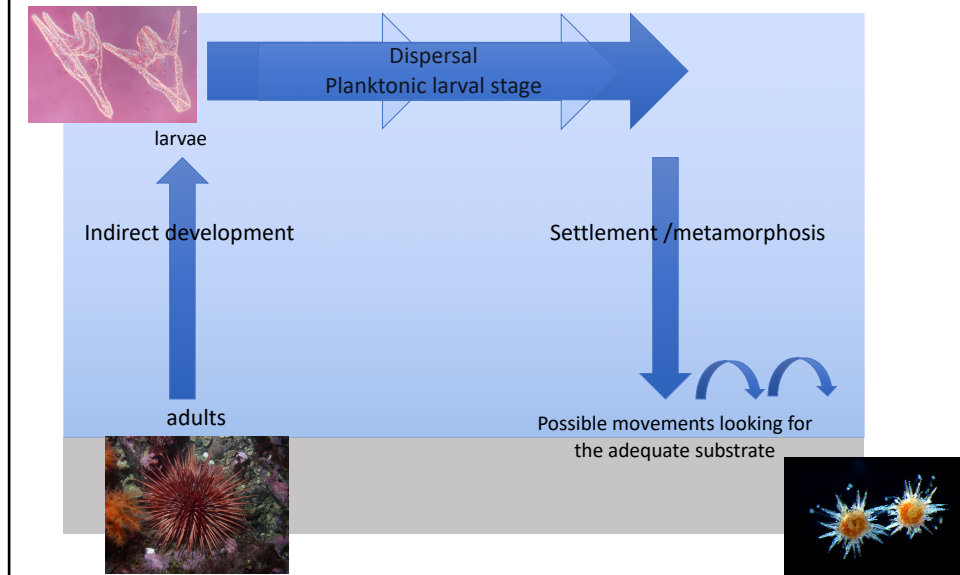 Dispersal
Planktonic larval stage
larvae
Indirect development
Settlement /metamorphosis
adults
Possible movements looking for
the adequate substrate